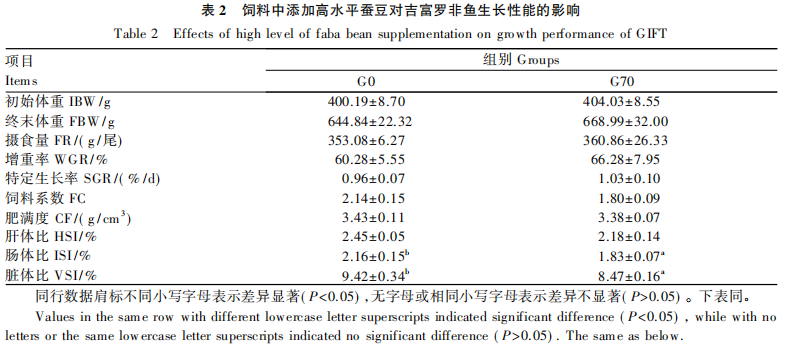 表 2 饲料中添加高水平蚕豆对吉富罗非鱼生长性能的影响
Table 2 Effects of high level of faba bean supplementation on growth performance of GIFT
项目 组别 Groups
Items G0 G70
初始体重 IBW/g 400.19±8.70 404.03±8.55
终末体重 FBW/g 644.84±22.32 668.99±32.00
摄食量 FR/(g/尾) 353.08±6.27 360.86±26.33
增重率 WGR/% 60.28±5.55 66.28±7.95
特定生长率 SGR/(%/d) 0.96±0.07 1.03±0.10
饲料系数 FC 2.14±0.15 1.80±0.09
肥满度 CF/(g/cm³) 3.43±0.11 3.38±0.07
肝体比 HSI/% 2.45±0.05 2.18±0.14
肠体比 ISI/% 2.16±0.15ᵇ 1.83±0.07ᵃ
脏体比 VSI/% 9.42±0.34ᵇ 8.47±0.16ᵃ
同行数据肩标不同小写字母表示差异显著(P<0.05),无字母或相同小写字母表示差异不显著(P>0.05)。下表同。
Values in the same row with different lowercase letter superscripts indicated significant difference (P<0.05), while with no
letters or the same lowercase letter superscripts indicated no significant difference (P>0.05). The same as below.